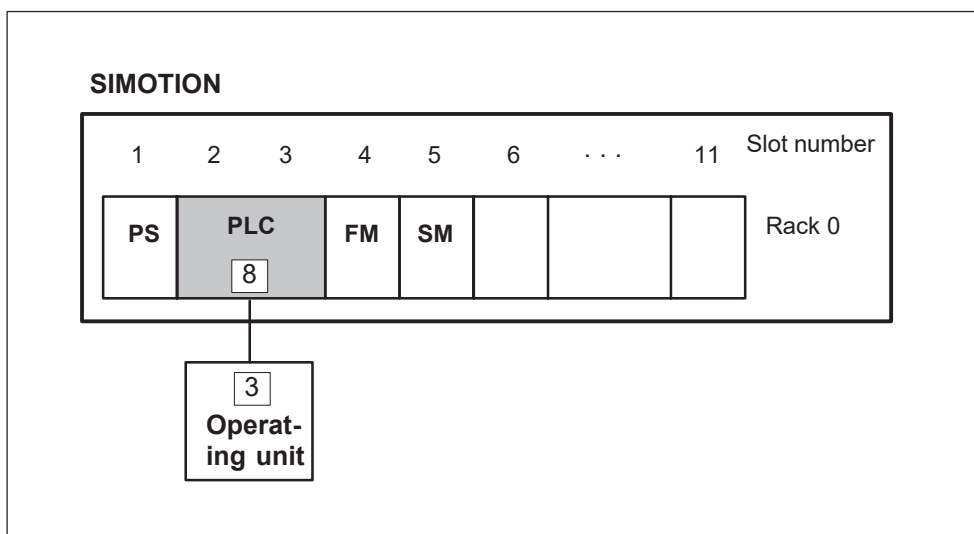 SIMOTION
1 2 3 4 5 6 . . . 11 Slot number
PS PLC FM SM Rack 0
8
3
Operat-
ing unit